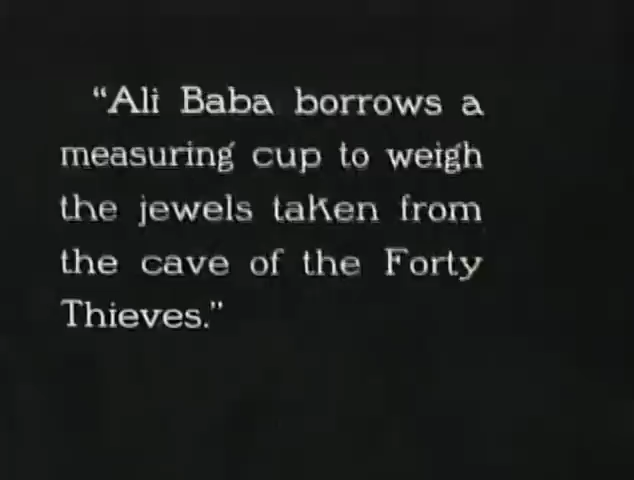 “Ali Baba borrows a
measuring cup to weigh
the jewels taken from
the cave of the Forty
Thieves.”